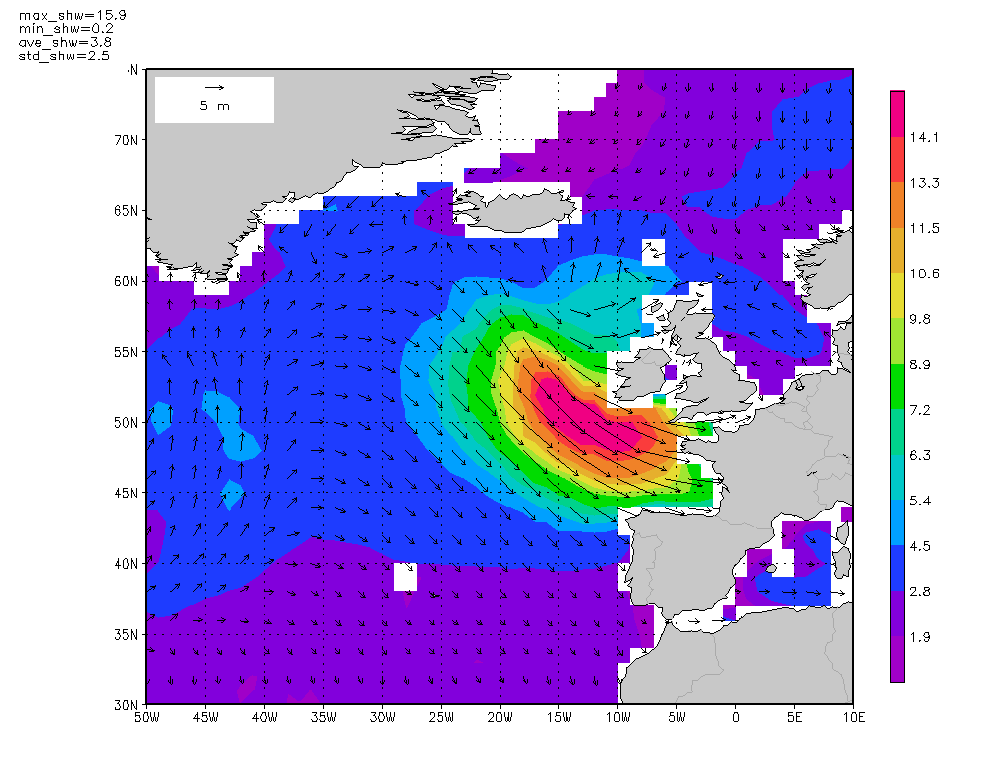 max_shw=15.9
min_shw=0.2
ave_shw=3.8
std_shw=2.5
N
5 m
70N
65N
60N
55N
50N
45N
40N
35N
30N
50W 45W 40W 35W 30W 25W 20W 15W 10W 5W 0 5E 10E
14.1
13.3
11.5
10.6
9.8
8.9
7.2
6.3
5.4
4.5
2.8
1.9